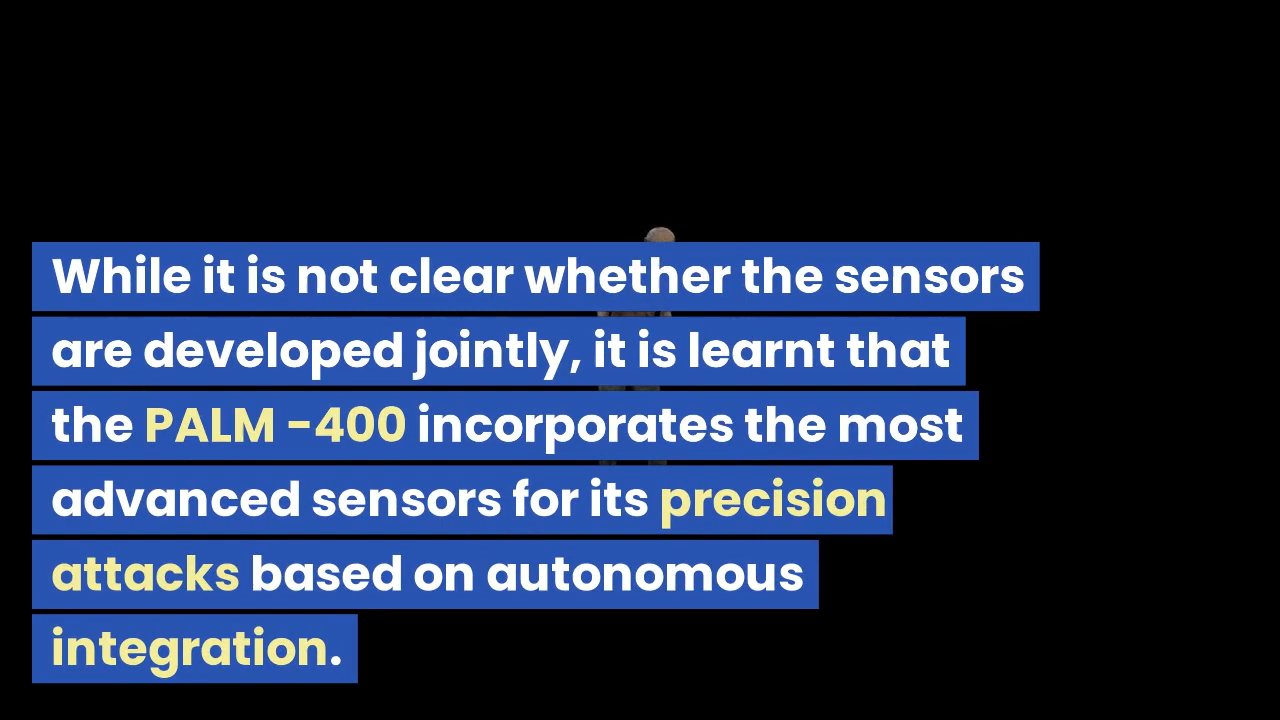 While it is not clear whether the sensors
are developed jointly, it is learnt that
the PALM -400 incorporates the most
advanced sensors for its precision
attacks based on autonomous
integration.